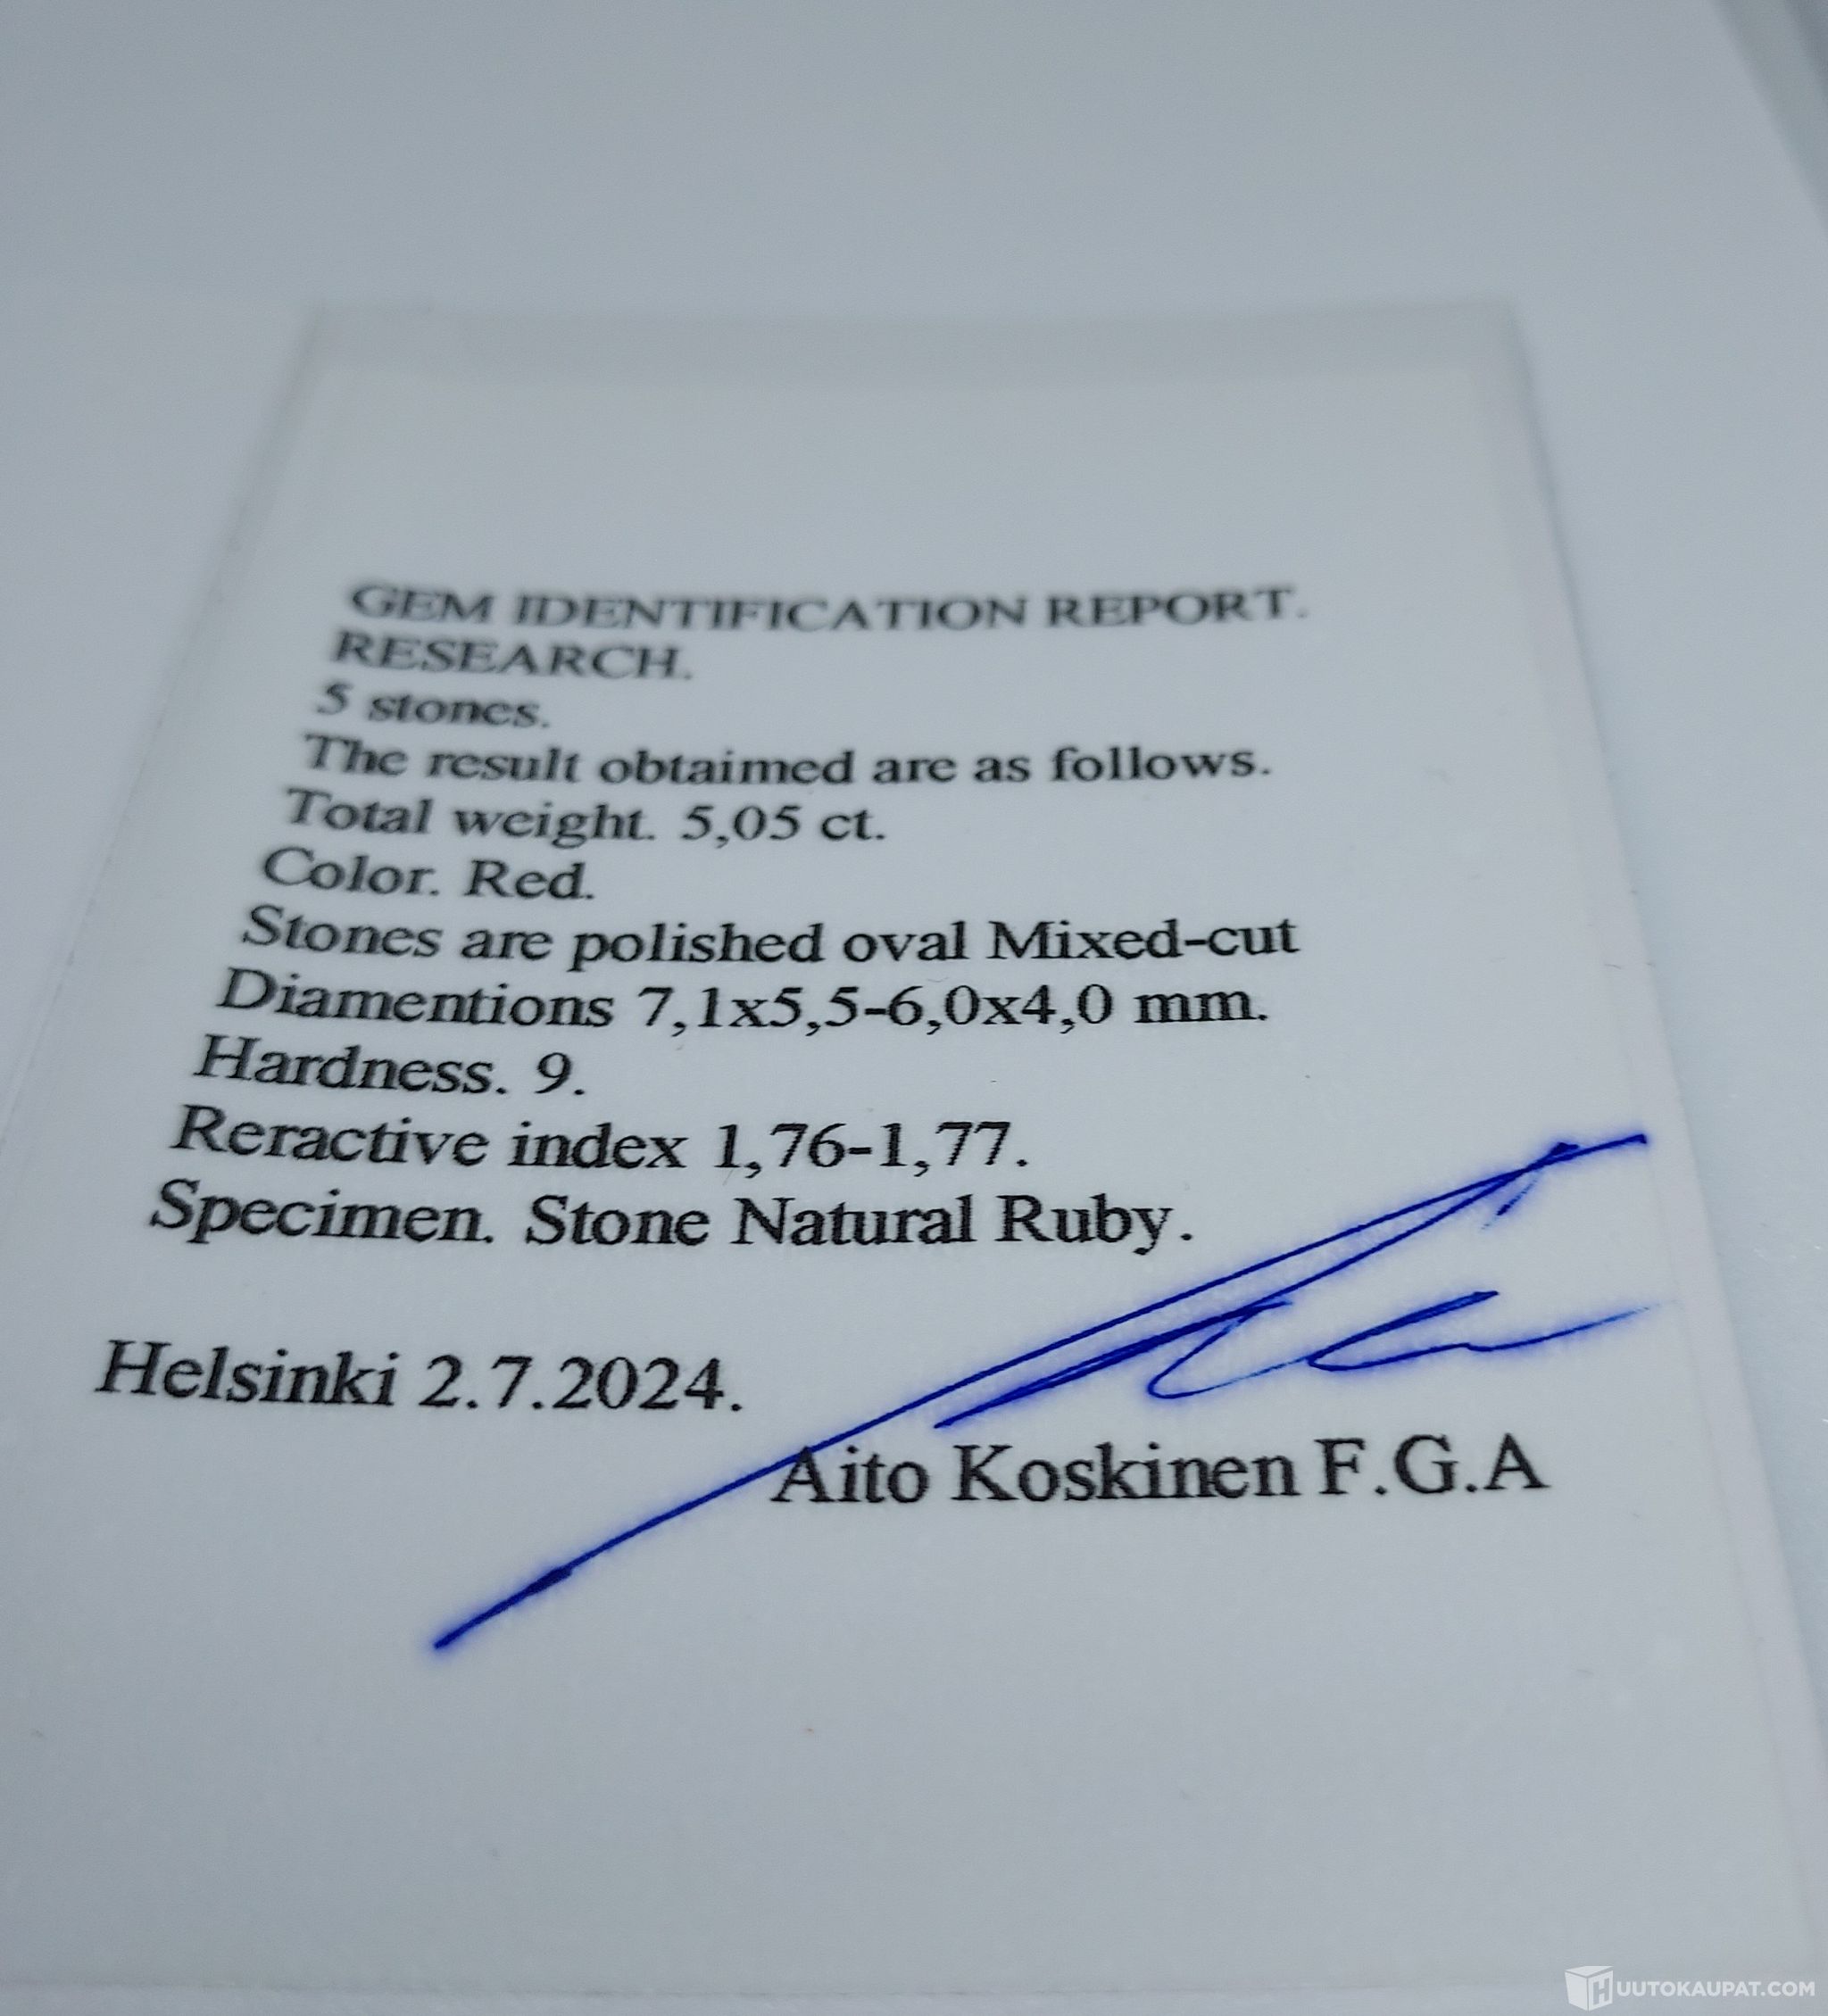 GEM IDENTIFICATION REPORT.
RESEARCH.
5 stones.
The result obtaimed are as follows.
Total weight. 5,05 ct.
Color. Red.
Stones are polished oval Mixed-cut
Diamentions 7,1x5,5-6,0x4,0 mm.
Hardness. 9.
Reractive index 1,76-1,77.
Specimen. Stone Natural Ruby.
Helsinki 2.7.2024.
Aito Koskinen F.G.A
HUUTOKAUPAT.COM